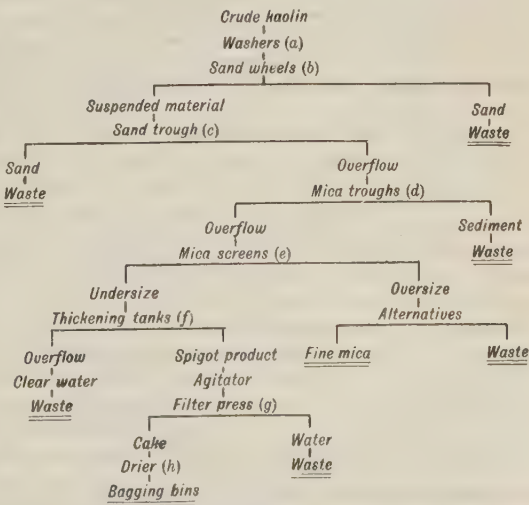 Crude kaolin
Washers (a)
Sand wheels (b)
Suspended material
Sand trough (c)
Sand
Waste
Sand
Waste
Overflow
Mica troughs (d)
Overflow
Mica screens (e)
Sediment
Waste
Undersize
Thickening tanks (f)
Oversize
Alternatives
Overflow
Clear water
Waste
Spigot product
Agitator
Filter press (g)
Fine mica
Waste
Cake
Drier (h)
Bagging bins
Water
Waste